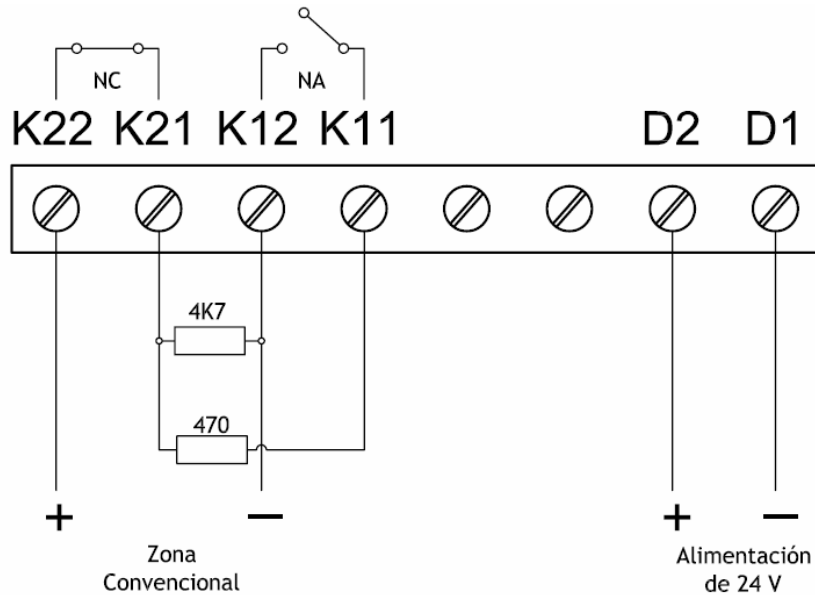 NC
NA
K22 K21 K12 K11 D2 D1
4K7
470
+ − + −
Zona
Convencional
Alimentación
de 24 V